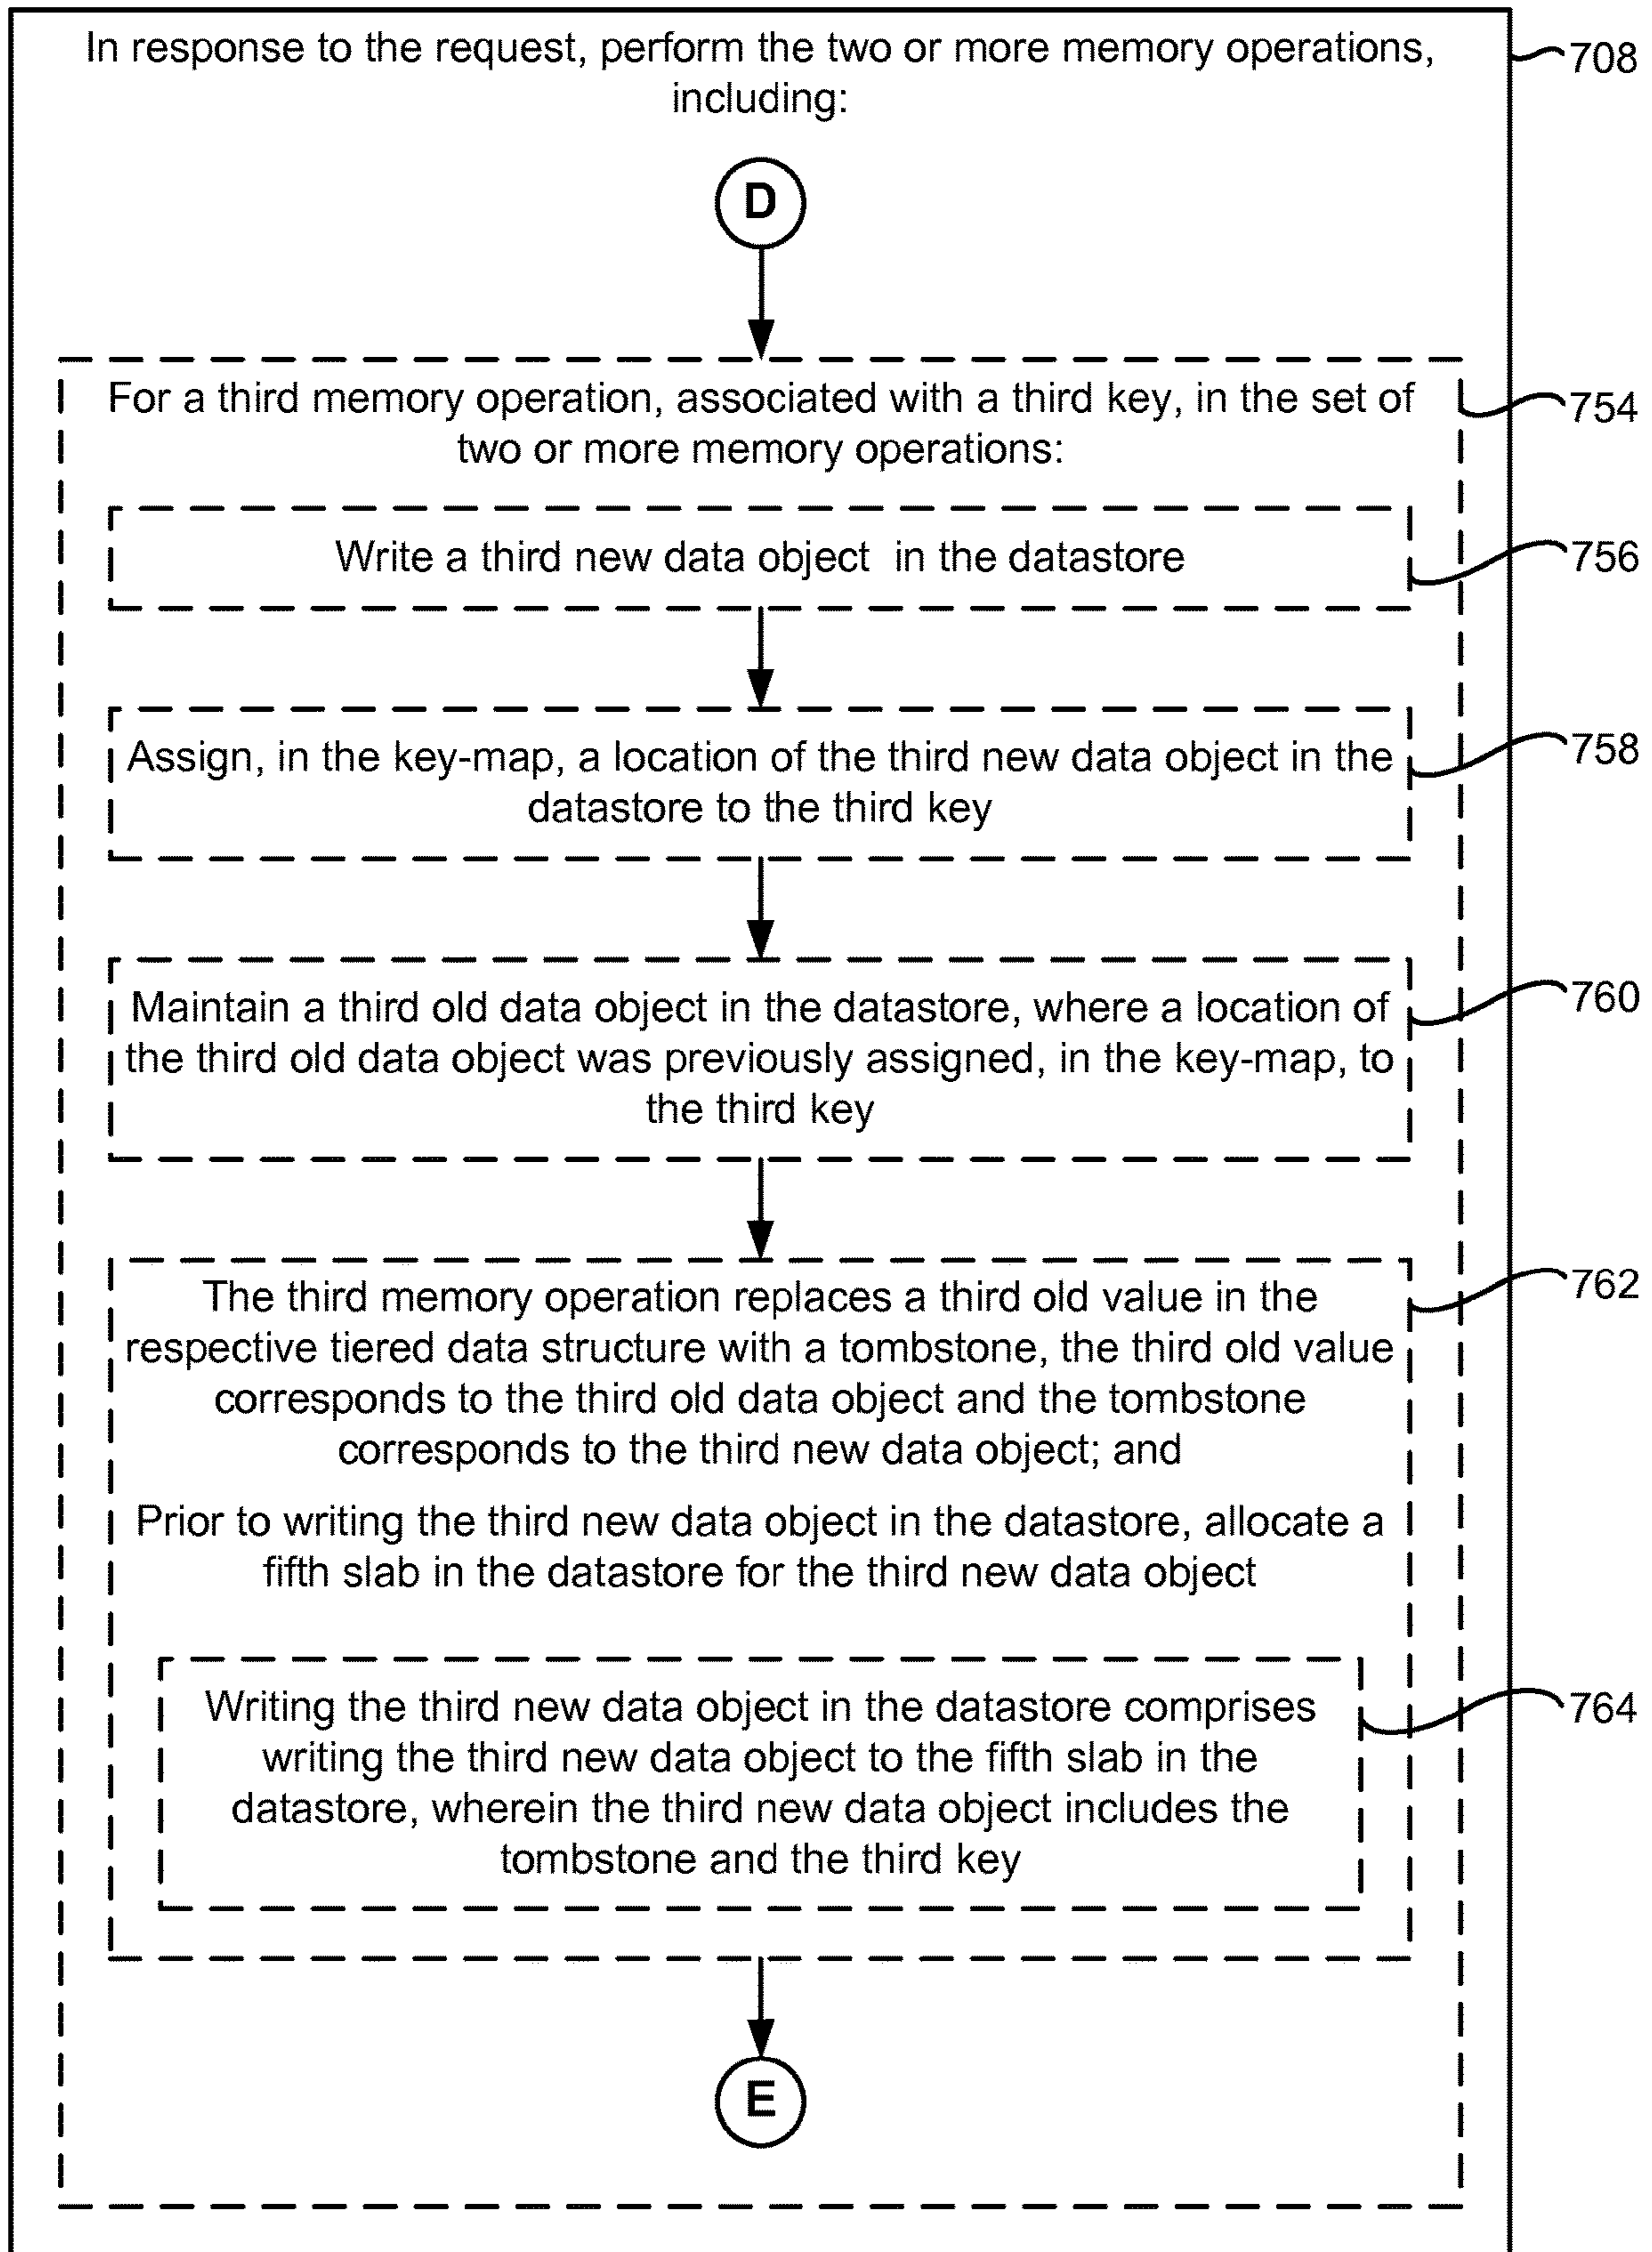 In response to the request, perform the two or more memory operations,
including:
708
D
For a third memory operation, associated with a third key, in the set of
two or more memory operations:
754
Write a third new data object in the datastore
756
Assign, in the key-map, a location of the third new data object in the
datastore to the third key
758
Maintain a third old data object in the datastore, where a location of
the third old data object was previously assigned, in the key-map, to
the third key
760
The third memory operation replaces a third old value in the
respective tiered data structure with a tombstone, the third old value
corresponds to the third old data object and the tombstone
corresponds to the third new data object; and
762
Prior to writing the third new data object in the datastore, allocate a
fifth slab in the datastore for the third new data object
Writing the third new data object in the datastore comprises
writing the third new data object to the fifth slab in the
datastore, wherein the third new data object includes the
tombstone and the third key
764
E